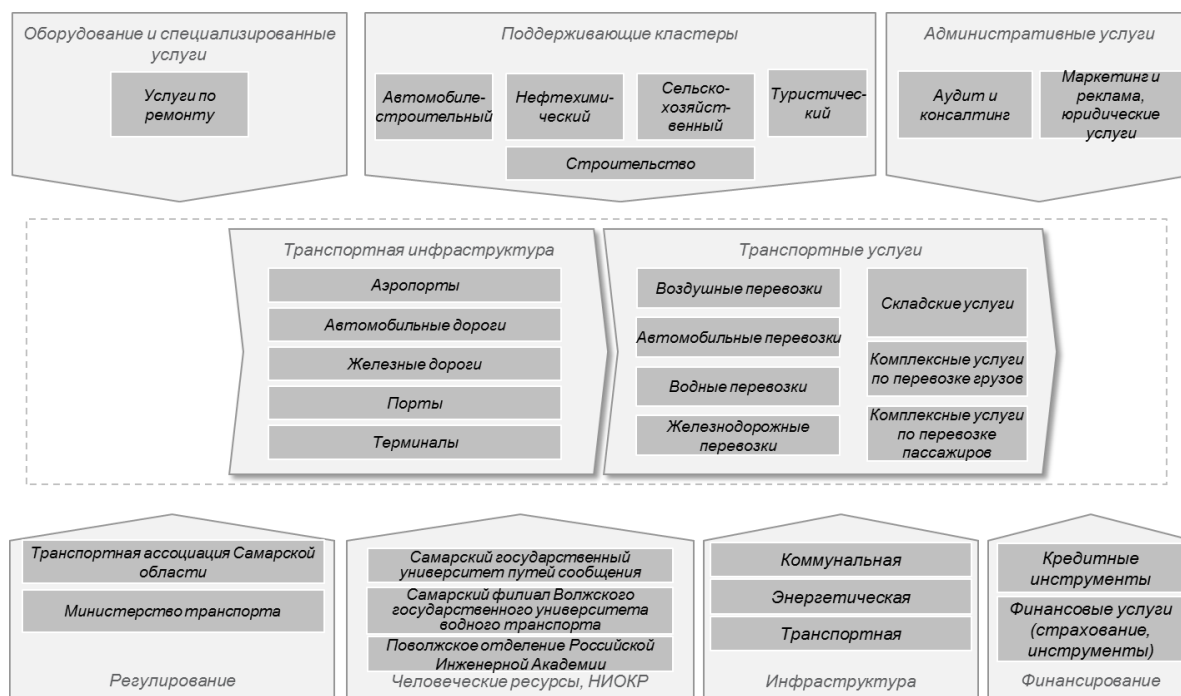 Оборудование и специализированные
услуги
Услуги по
ремонту
Поддерживающие кластеры
Автомобиле-
строительный
Нефтехими-
ческий
Сельско-
хозяйст-
венный
Туристичес-
кий
Строительство
Административные услуги
Аудит и
консалтинг
Маркетинг и
реклама,
юридические
услуги
Транспортная инфраструктура
Аэропорты
Автомобильные дороги
Железные дороги
Порты
Терминалы
Транспортные услуги
Воздушные перевозки
Автомобильные перевозки
Водные перевозки
Железнодорожные
перевозки
Складские услуги
Комплексные услуги
по перевозке грузов
Комплексные услуги
по перевозке
пассажиров
Транспортная ассоциация Самарской
области
Министерство транспорта
Регулирование
Самарский государственный
университет путей сообщения
Самарский филиал Волжского
государственного университета
водного транспорта
Поволжское отделение Российской
Инженерной Академии
Человеческие ресурсы, НИОКР
Коммунальная
Энергетическая
Транспортная
Инфраструктура
Кредитные
инструменты
Финансовые услуги
(страхование,
инструменты)
Финансирование